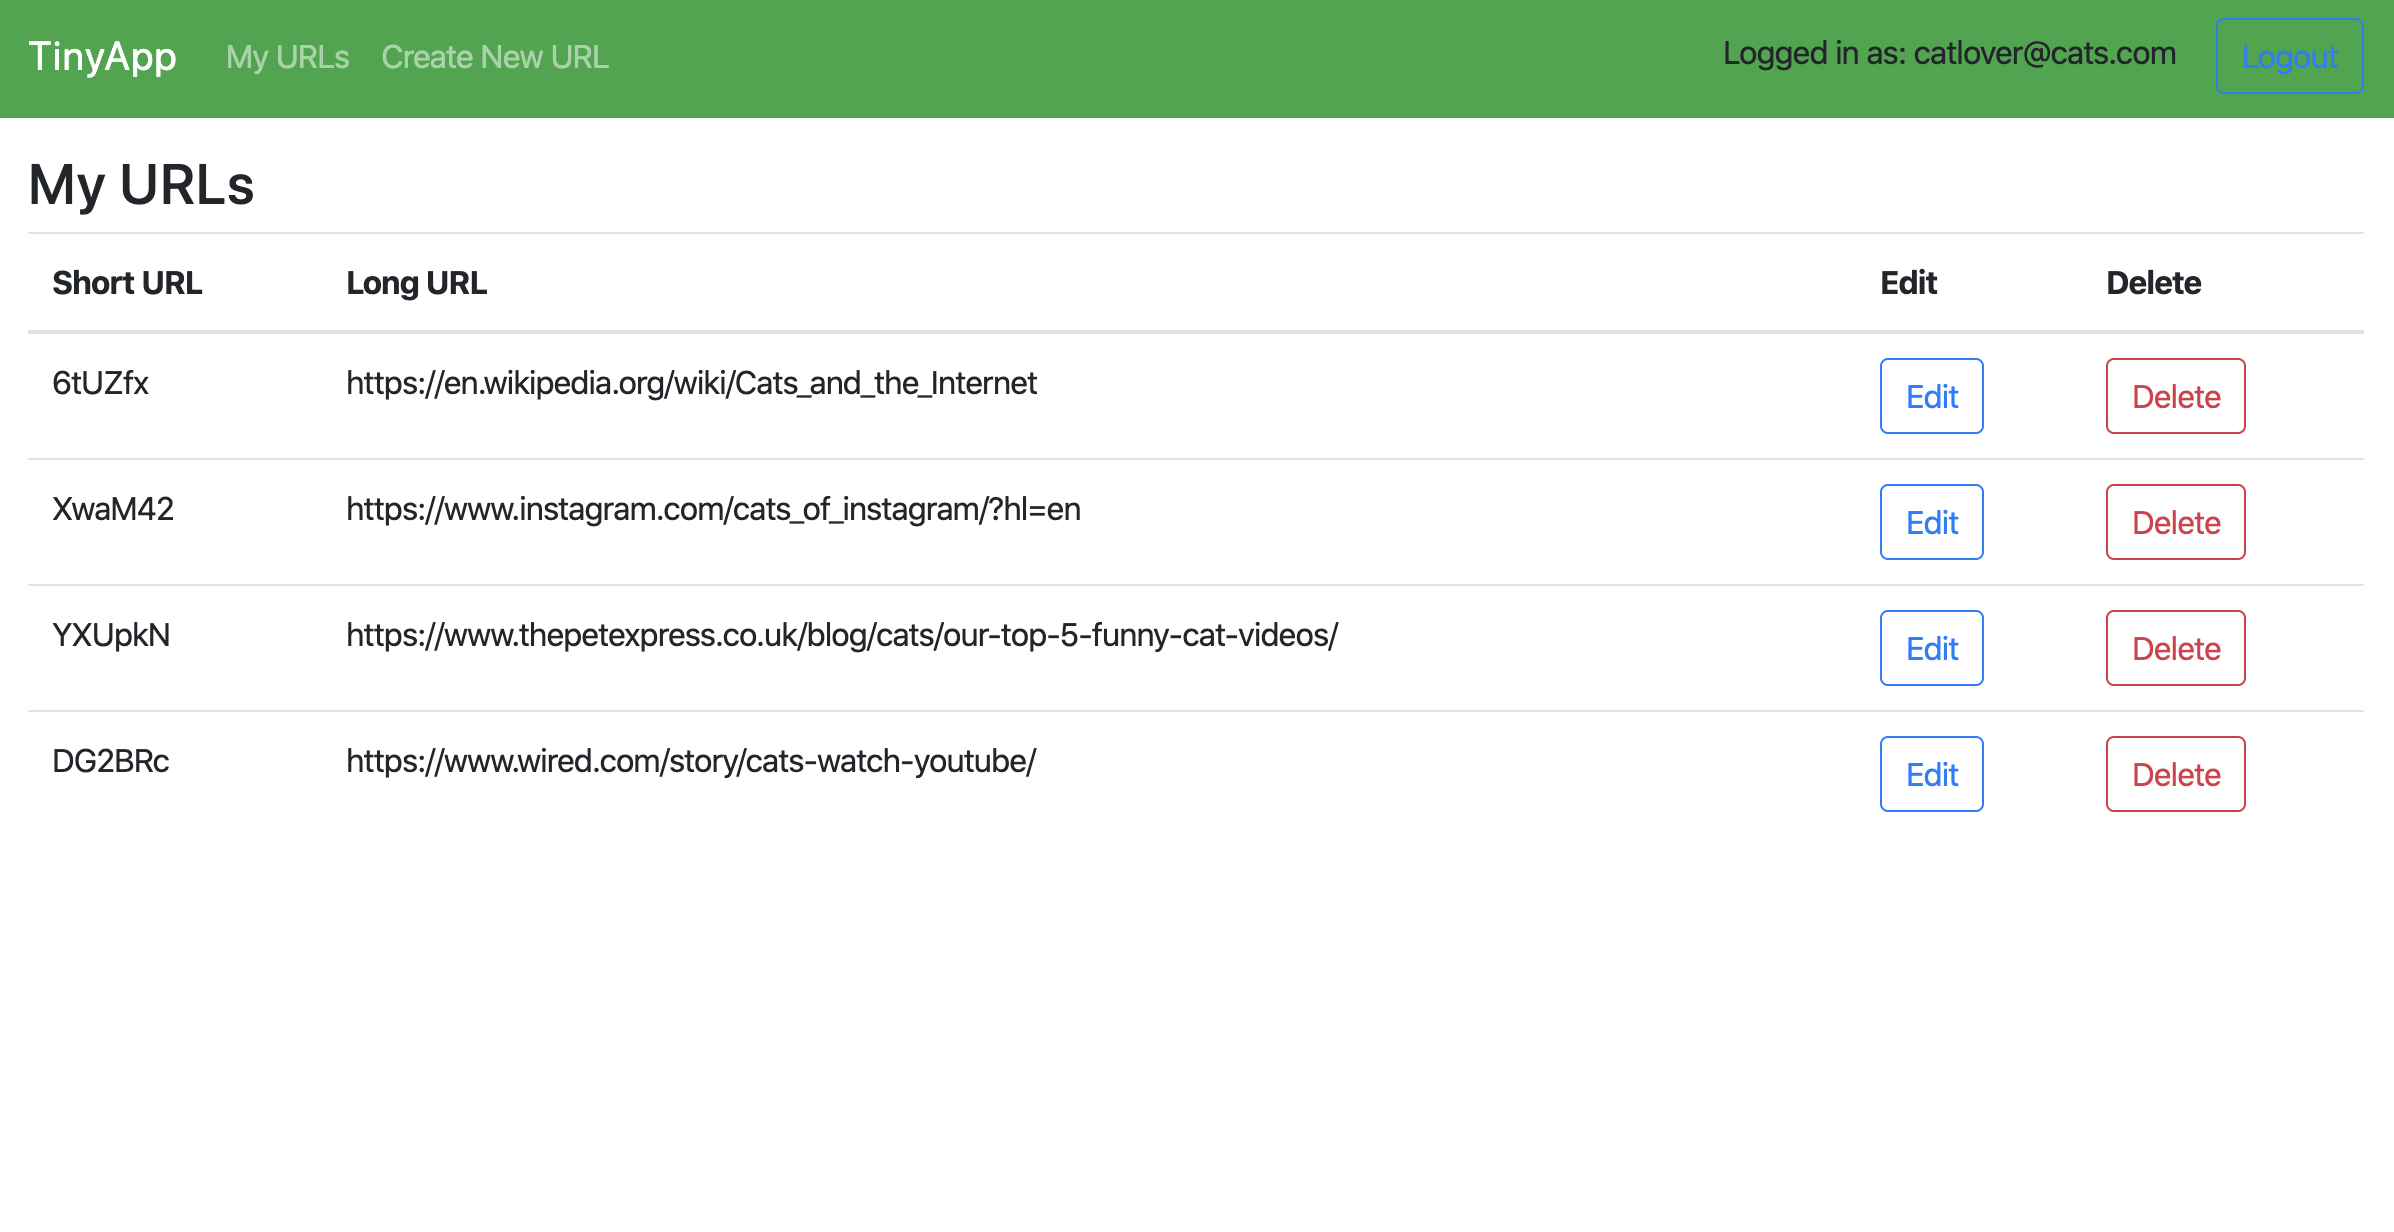 TinyApp My URLs Create New URL Logged in as: catlover@cats.com Logout
My URLs
Short URL Long URL Edit Delete
6tUZfx https://en.wikipedia.org/wiki/Cats_and_the_Internet Edit Delete
XwaM42 https://www.instagram.com/cats_of_instagram/?hl=en Edit Delete
YXUpkN https://www.thepetexpress.co.uk/blog/cats/our-top-5-funny-cat-videos/ Edit Delete
DG2BRc https://www.wired.com/story/cats-watch-youtube/ Edit Delete